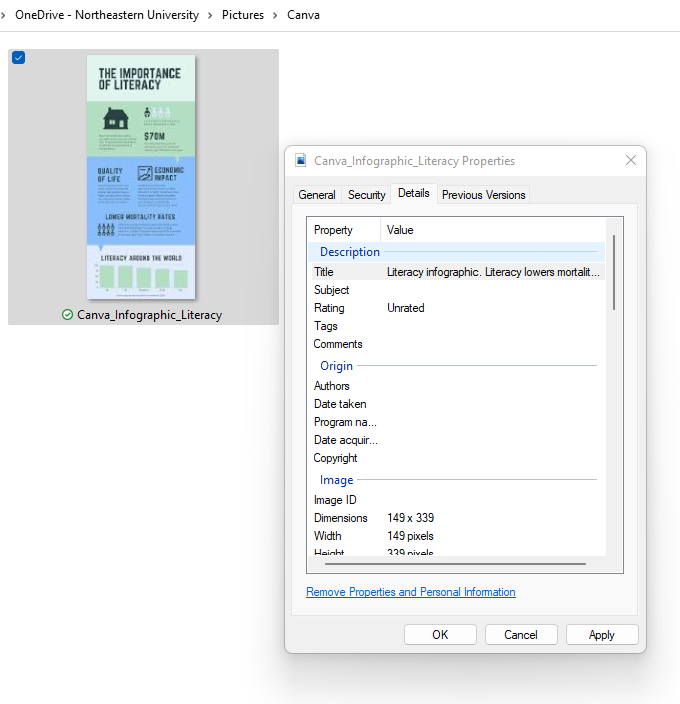 OneDrive - Northeastern University > Pictures > Canva
THE IMPORTANCE
OF LITERACY
$70M
QUALITY
OF LIFE
ECONOMIC
IMPACT
LOWER MORTALITY RATES
LITERACY AROUND THE WORLD
Canva_Infographic_Literacy
Canva_Infographic_Literacy Properties
General Security Details Previous Versions
Property Value
Description
Title Literacy infographic. Literacy lowers mortalit...
Subject
Rating Unrated
Tags
Comments
Origin
Authors
Date taken
Program na...
Date acquir...
Copyright
Image
Image ID
Dimensions 149 x 339
Width 149 pixels
Height 339 pixels
Remove Properties and Personal Information
OK Cancel Apply